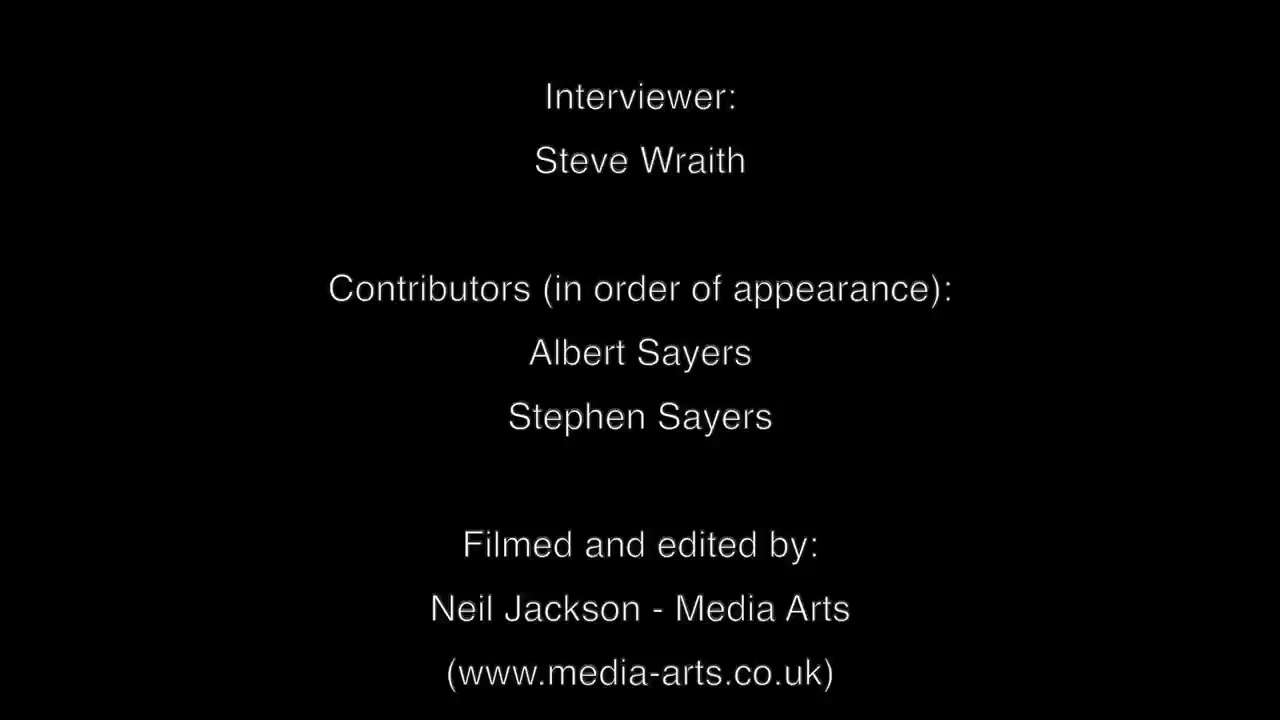 Interviewer:
Steve Wraith
Contributors (in order of appearance):
Albert Sayers
Stephen Sayers
Filmed and edited by:
Neil Jackson - Media Arts
(www.media-arts.co.uk)